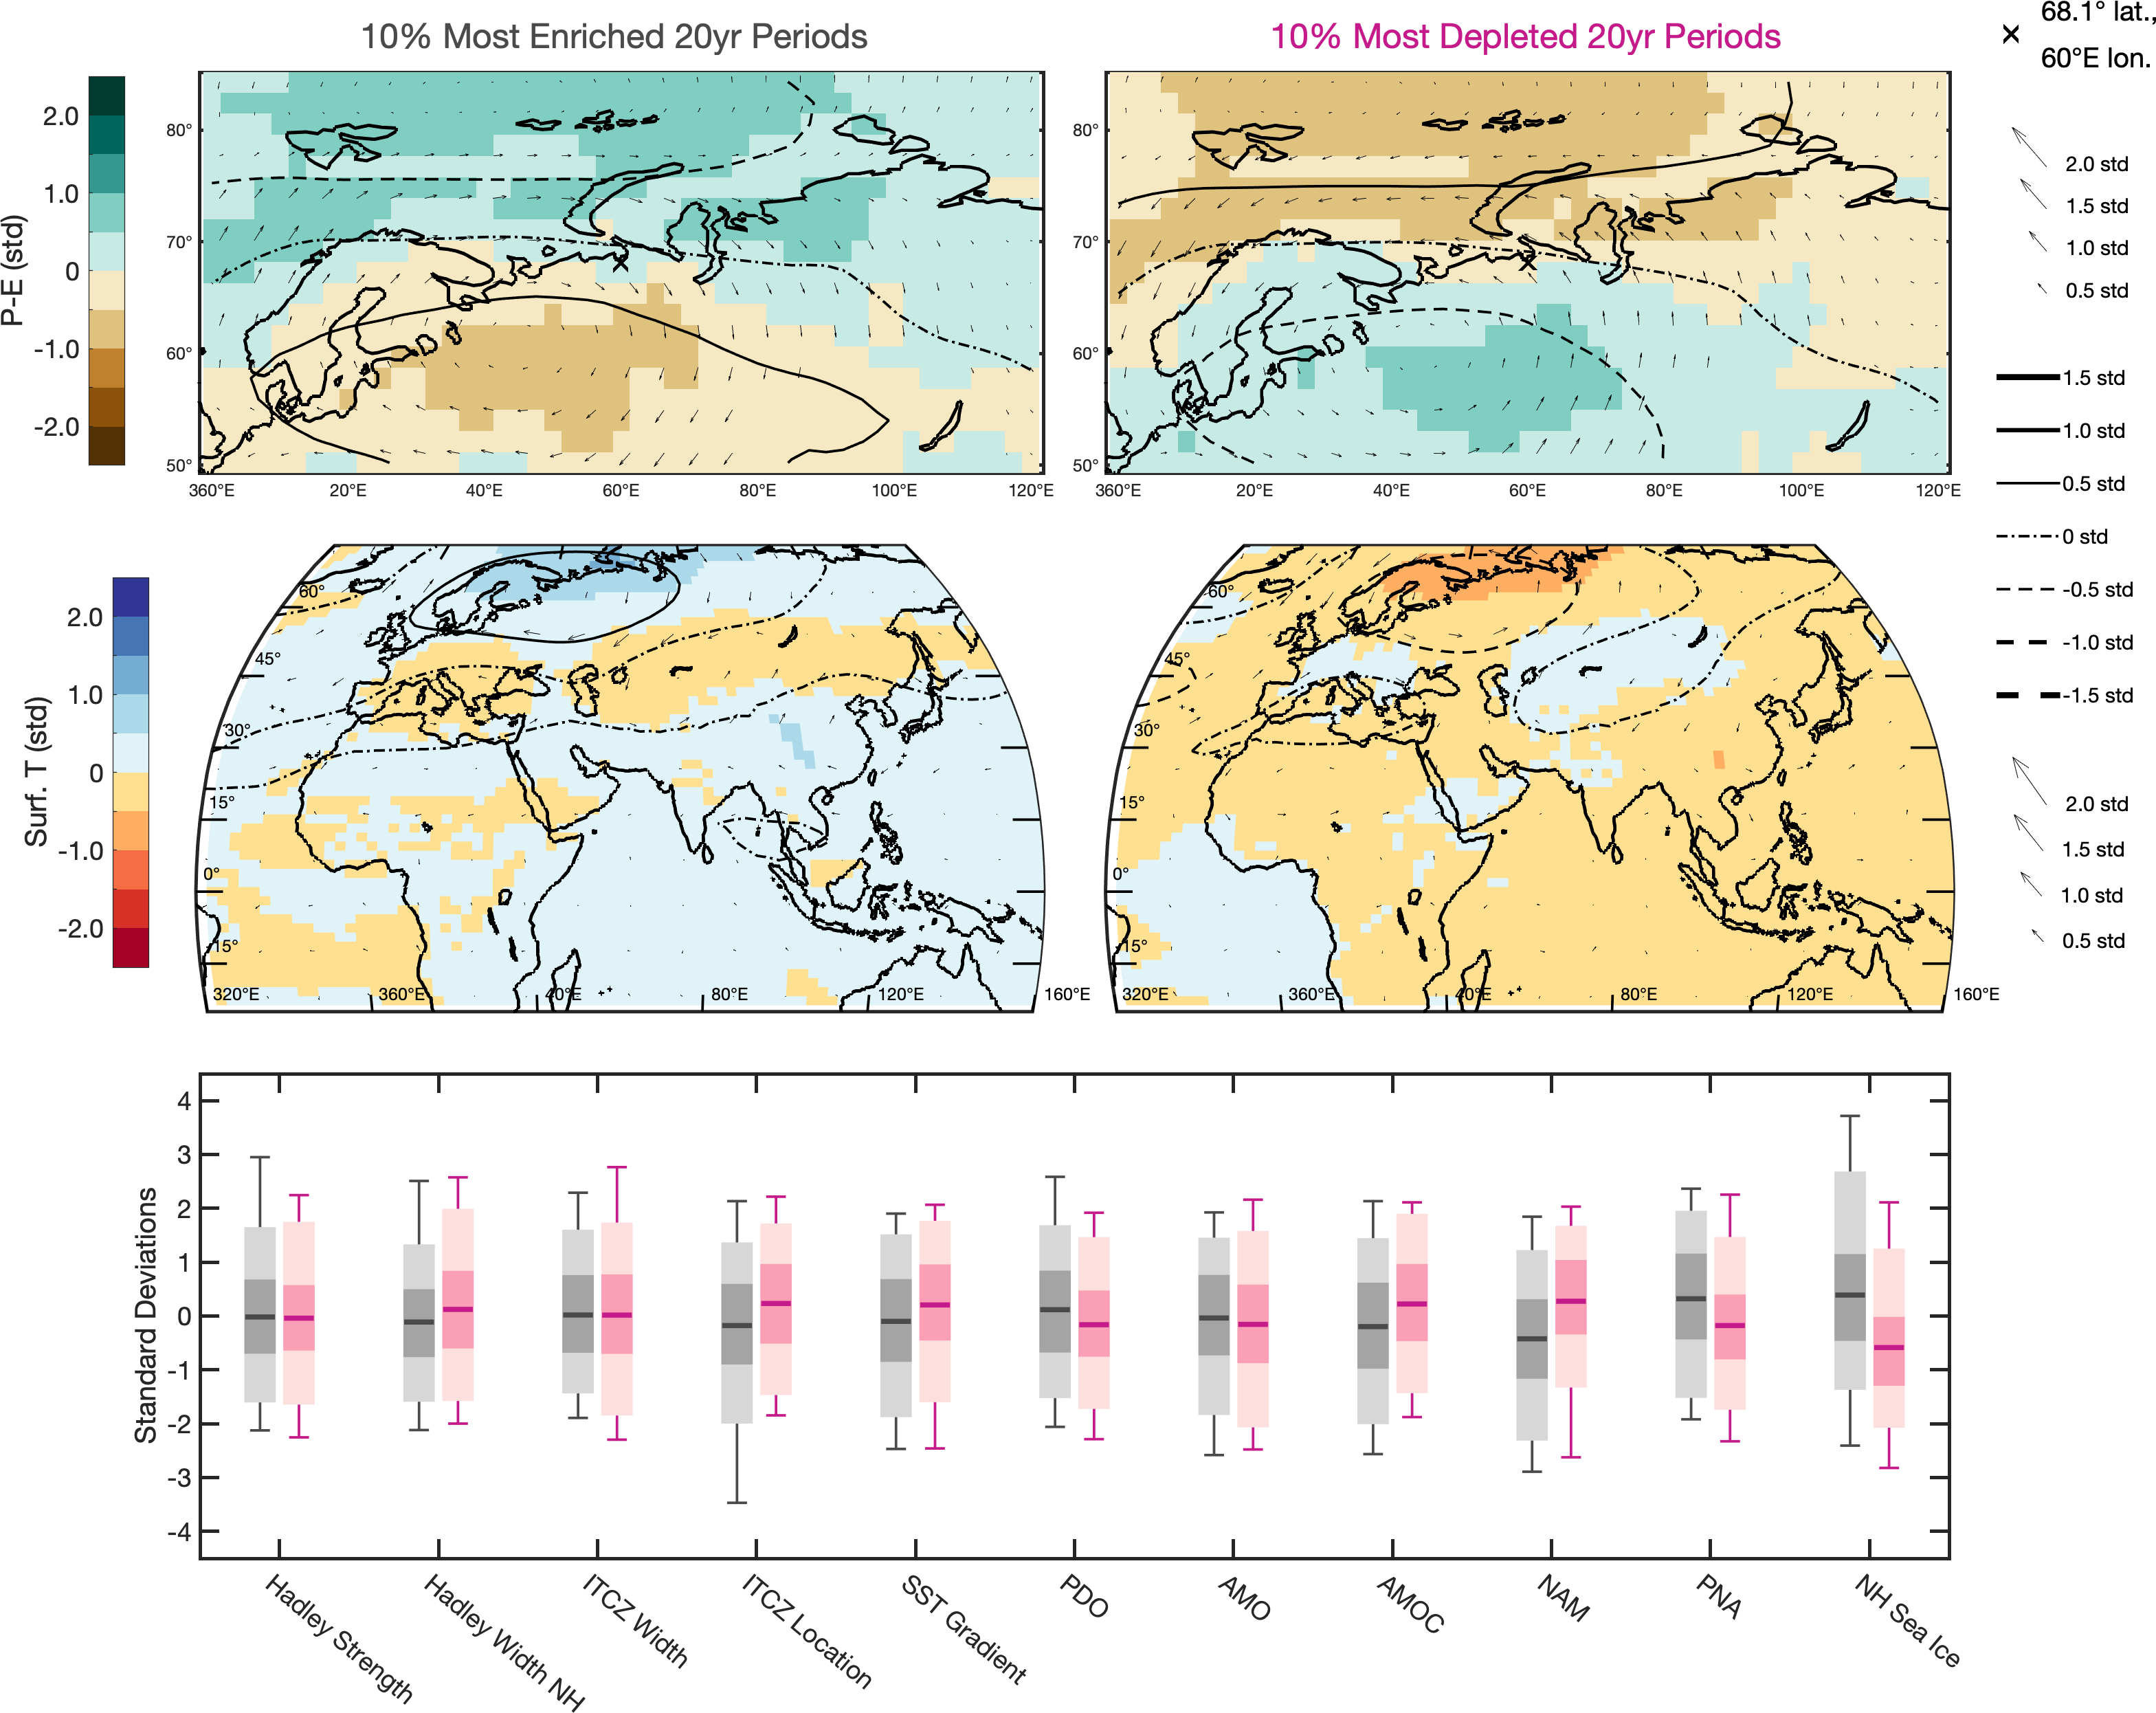 10% Most Enriched 20yr Periods
10% Most Depleted 20yr Periods
68.1° lat.,
60°E lon.
P-E (std)
2.0
1.0
0
-1.0
-2.0
80°
70°
60°
50°
360°E 20°E 40°E 60°E 80°E 100°E 120°E
80°
70°
60°
50°
360°E 20°E 40°E 60°E 80°E 100°E 120°E
2.0 std
1.5 std
1.0 std
0.5 std
1.5 std
1.0 std
0.5 std
0 std
-0.5 std
-1.0 std
-1.5 std
Surf. T (std)
2.0
1.0
0
-1.0
-2.0
60°
45°
30°
15°
0°
-15°
320°E 360°E 40°E 80°E 120°E 160°E
60°
45°
30°
15°
0°
-15°
320°E 360°E 40°E 80°E 120°E 160°E
2.0 std
1.5 std
1.0 std
0.5 std
Standard Deviations
4
3
2
1
0
-1
-2
-3
-4
Hadley Strength
Hadley Width NH
ITCZ Width
ITCZ Location
SST Gradient
PDO
AMO
AMOC
NAM
PNA
NH Sea Ice